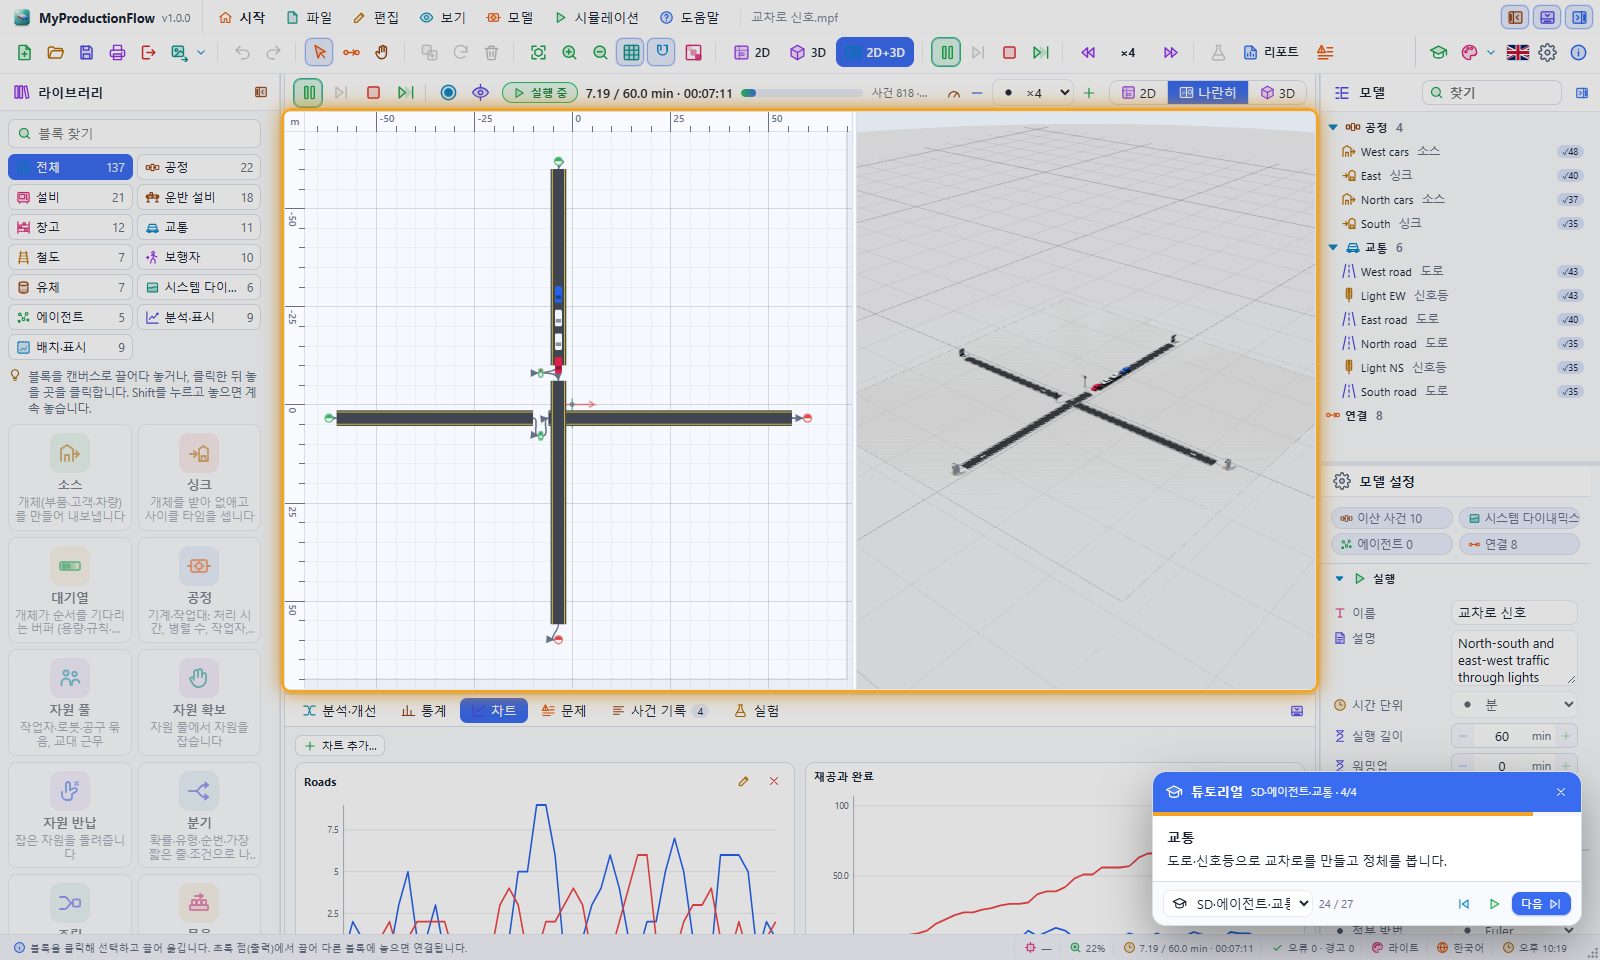 MyProductionFlow v1.0.0
시작
파일
편집
보기
모델
시뮬레이션
도움말
교차로 신호.mpf
2D
3D
2D+3D
×4
리포트
라이브러리
블록 찾기
전체 137
공정 22
설비 21
운반 설비 18
창고 12
교통 11
철도 7
보행자 10
유체 7
시스템 다이... 6
에이전트 5
분석·표시 9
배치·표시 9
블록을 캔버스로 끌어다 놓거나, 클릭한 뒤 놓
을 곳을 클릭합니다. Shift를 누르고 놓으면 계
속 놓습니다.
소스
개체(부품·고객·차량)
를 만들어 내보냅니다
싱크
개체를 받아 없애고
사이클 타임을 셉니다
대기열
개체가 순서를 기다리
는 버퍼 (용량·규칙·...
공정
기계·작업대: 처리 시
간, 병렬 수, 작업자,..
자원 풀
작업자·로봇·공구 묶
음, 교대 근무
자원 확보
자원 풀에서 자원을
잡습니다
자원 반납
잡은 자원을 돌려줍니
다
분기
확률·유형·순번·가장
짧은 줄·조건으로 나..
실행 중
7.19 / 60.0 min · 00:07:11
사건 818 ·...
×4
2D
나란히
3D
m
-50
-25
0
25
50
-50
-25
0
25
50
분석·개선
통계
차트
문제
사건 기록 4
실험
차트 추가...
Roads
7.5
5
2.5
재공과 완료
100
50.0
모델
찾기
공정 4
West cars 소스 ✓48
East 싱크 ✓40
North cars 소스 ✓37
South 싱크 ✓35
교통 6
West road 도로 ✓43
Light EW 신호등 ✓43
East road 도로 ✓40
North road 도로 ✓35
Light NS 신호등 ✓35
South road 도로 ✓35
연결 8
모델 설정
이산 사건 10
시스템 다이내믹스
에이전트 0
연결 8
실행
이름
교차로 신호
설명
North-south and
east-west traffic
through lights
시간 단위
분
실행 길이
60 min
워밍업
0 min
튜토리얼 SD·에이전트·교통 · 4/4
교통
도로·신호등으로 교차로를 만들고 정체를 봅니다.
SD·에이전트·교통
24 / 27
다음
Euler
블록을 클릭해 선택하고 끌어 옮깁니다. 초록 점(출력)에서 끌어 다른 블록에 놓으면 연결됩니다.
—
22%
7.19 / 60.0 min · 00:07:11
오류 0 · 경고 0
라이트
한국어
오후 10:19